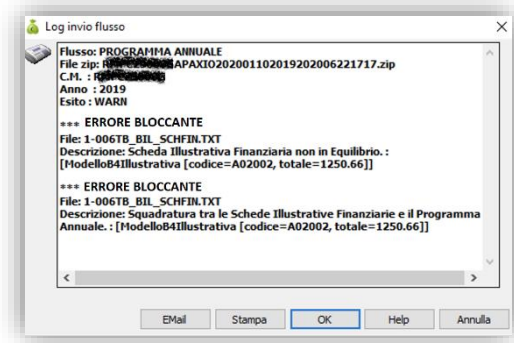 Log invio flusso
Flusso: PROGRAMMA ANNUALE
File zip: APAXIO202001102019202006221717.zip
C.M. :
Anno : 2019
Esito : WARN
*** ERRORE BLOCCANTE
File: 1-006TB_BIL_SCHFIN.TXT
Descrizione: Scheda Illustrativa Finanziaria non in Equilibrio. :
[ModelloB4Illustrativa [codice=A02002, totale=1250.66]]
*** ERRORE BLOCCANTE
File: 1-006TB_BIL_SCHFIN.TXT
Descrizione: Squadratura tra le Schede Illustrative Finanziarie e il Programma
Annuale. : [ModelloB4Illustrativa [codice=A02002, totale=1250.66]]
EMail Stampa OK Help Annulla